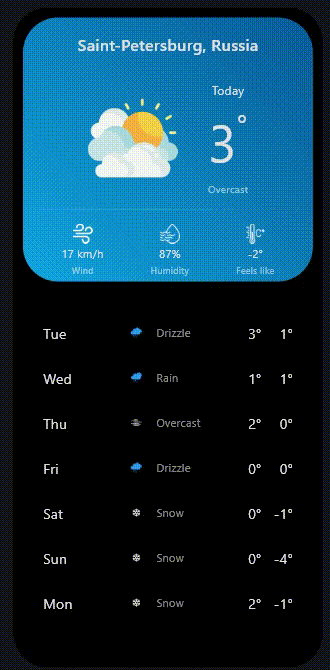 Saint-Petersburg, Russia
Today
3°
Overcast
C°
17 km/h 87% -2°
Wind Humidity Feels like
Tue Drizzle 3° 1°
Wed Rain 1° 1°
Thu Overcast 2° 0°
Fri Drizzle 0° 0°
Sat Snow 0° -1°
Sun Snow 0° -4°
Mon Snow 2° -1°